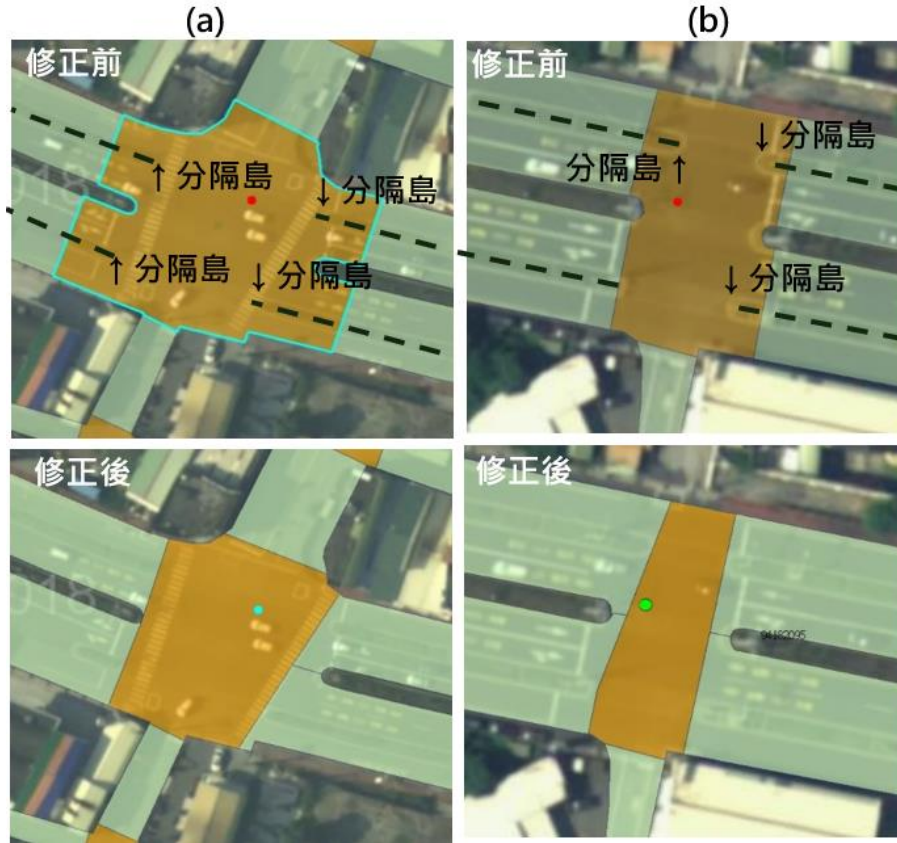 (a)
(b)
修正前
↑ 分隔島
↓ 分隔島
↑ 分隔島
↓ 分隔島
修正前
↓ 分隔島
分隔島 ↑
↓ 分隔島
修正後
修正後
94182095